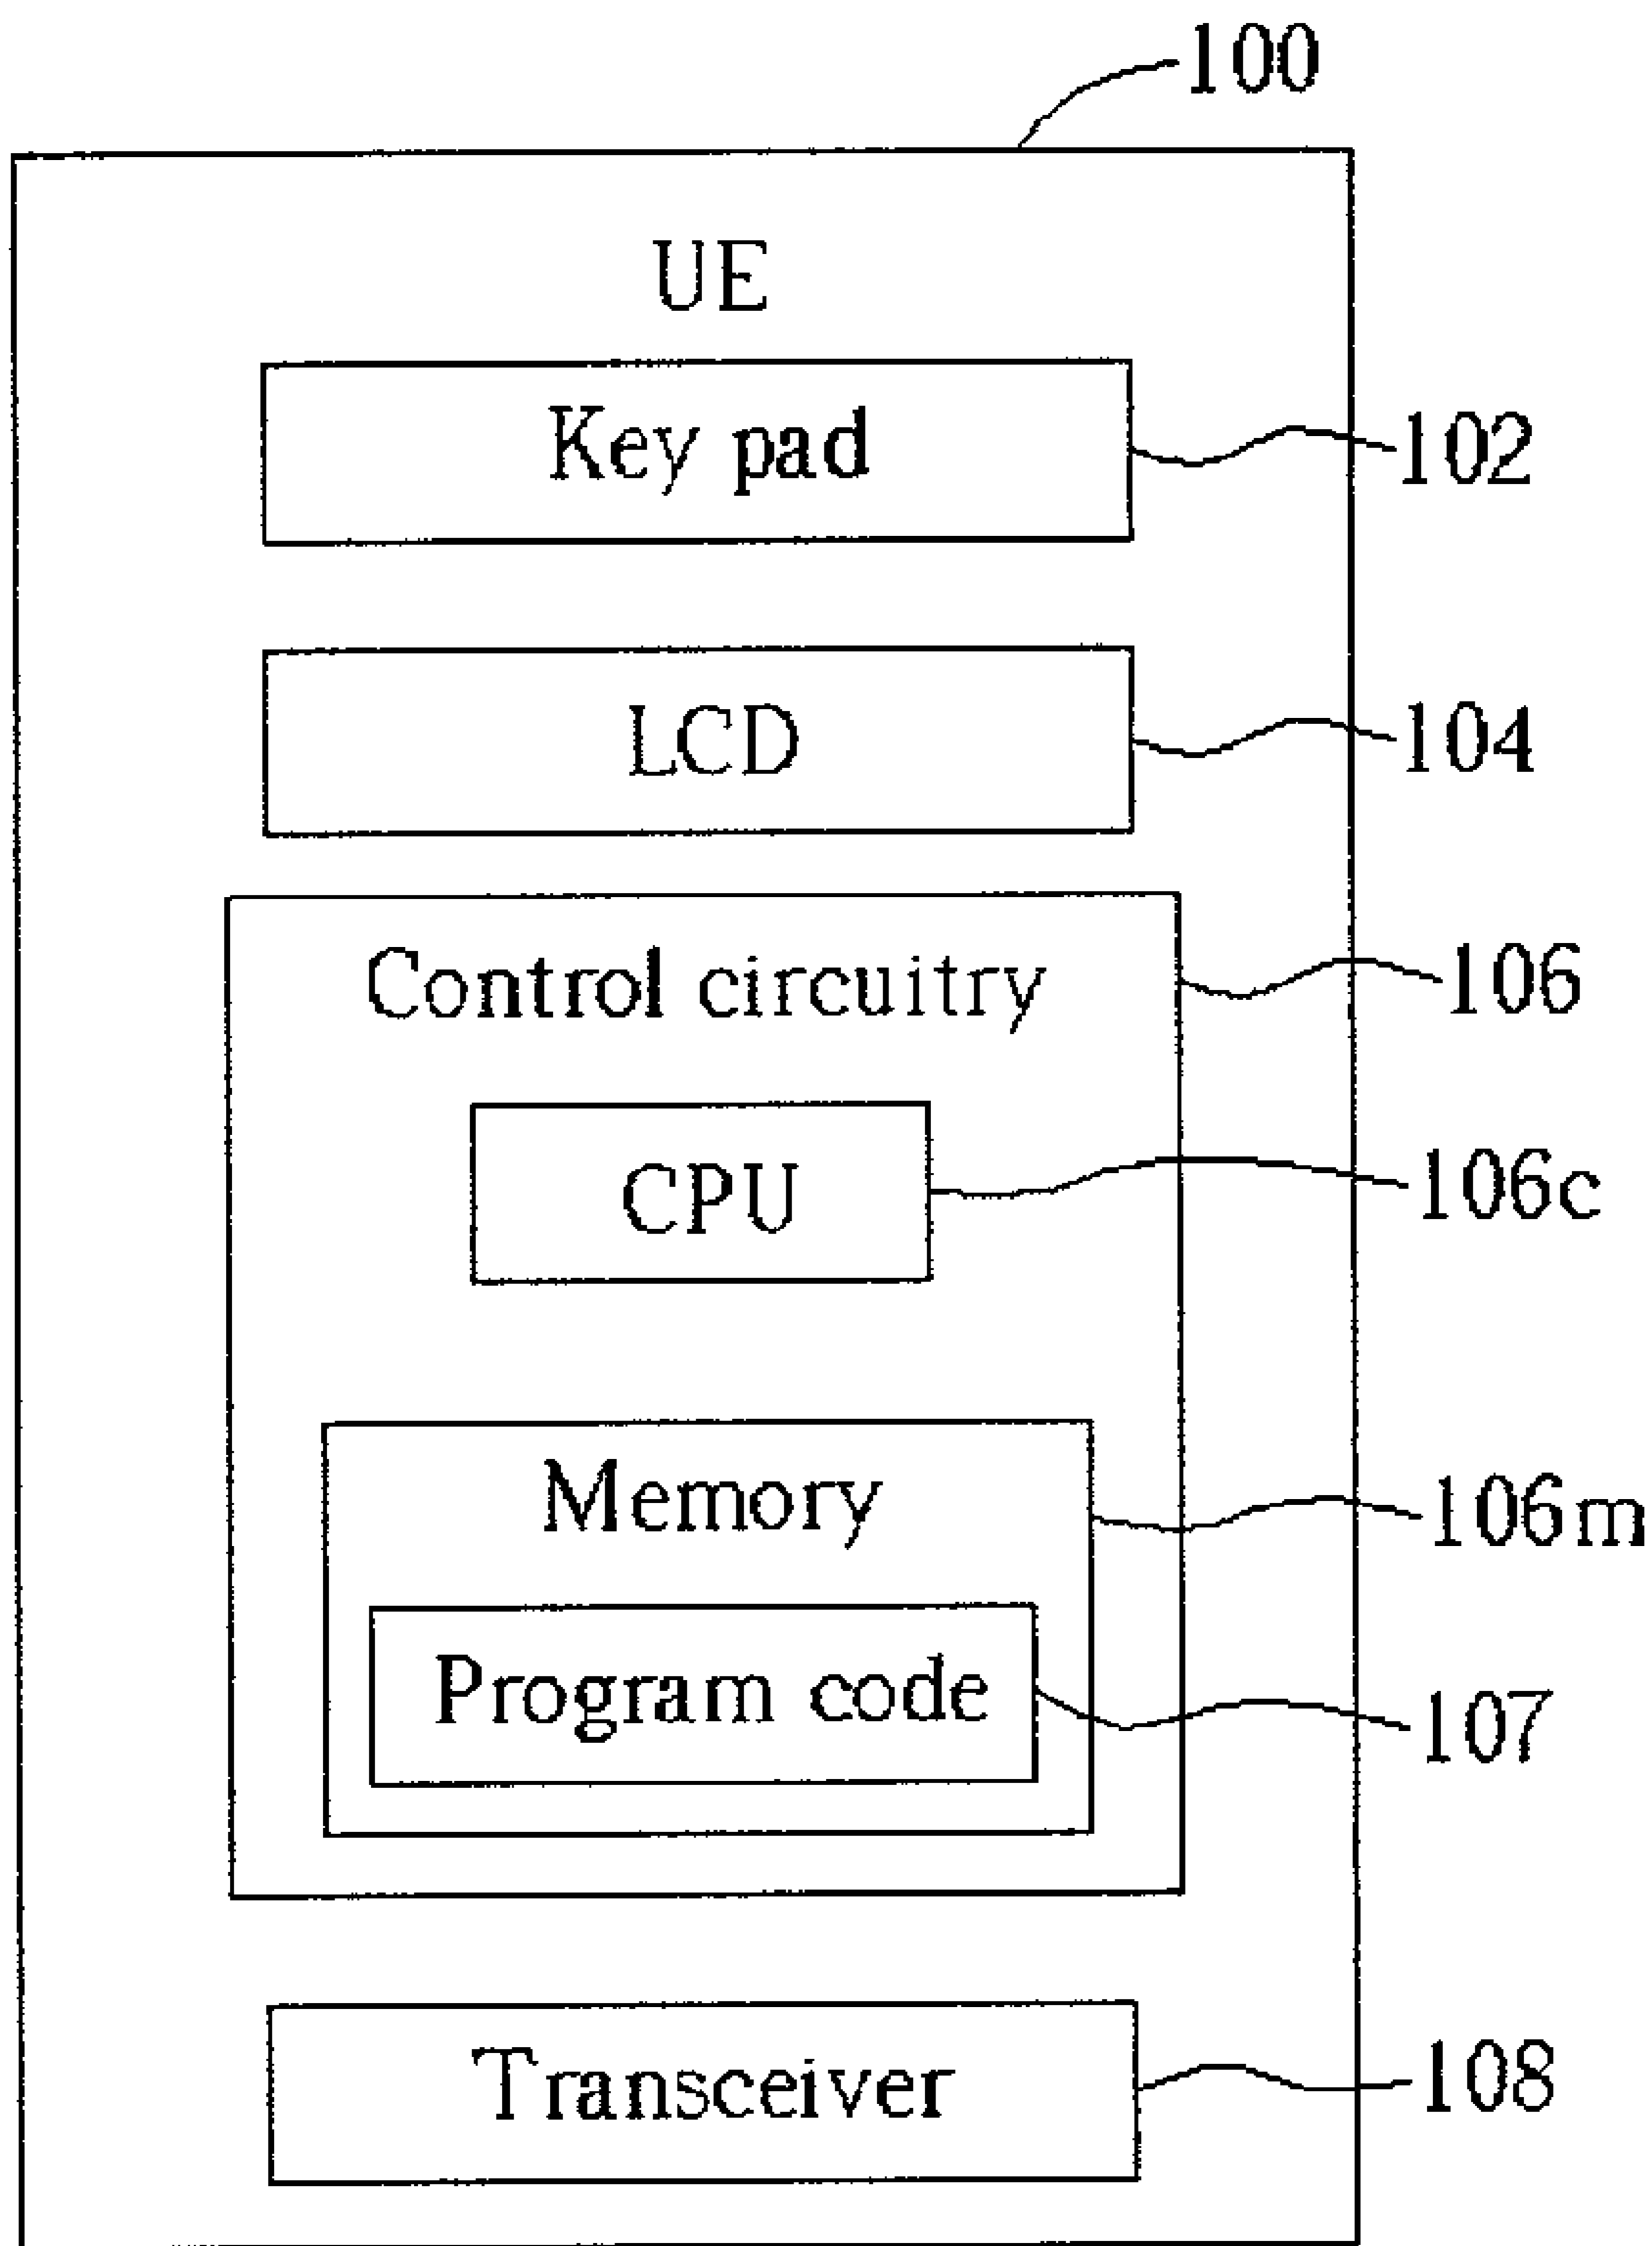 100
UE
Key pad
102
LCD
104
Control circuitry
106
CPU
106c
Memory
106m
Program code
107
Transceiver
108